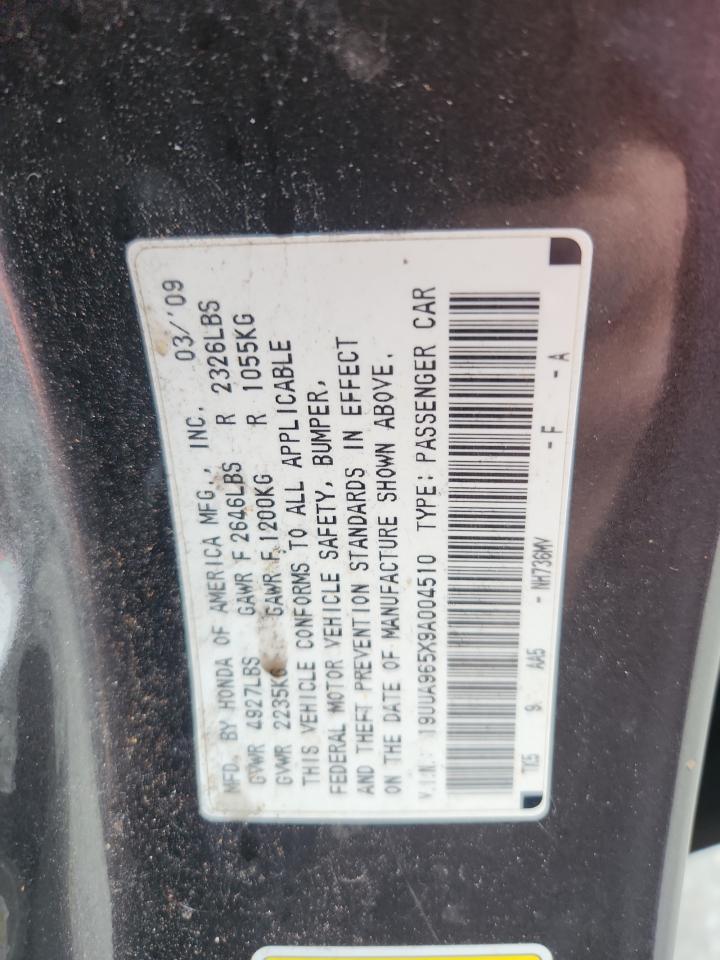 MFD. BY HONDA OF AMERICA MFG., INC. 03/'09
GVWR 4927LBS GAWR F 2646LBS R 2326LBS
GVWR 2235KG GAWR F 1200KG R 1055KG
THIS VEHICLE CONFORMS TO ALL APPLICABLE
FEDERAL MOTOR VEHICLE SAFETY, BUMPER,
AND THEFT PREVENTION STANDARDS IN EFFECT
ON THE DATE OF MANUFACTURE SHOWN ABOVE.
V.I.N.: 19UUA965X9A004510 TYPE: PASSENGER CAR
TK5 9 AA5 - NH736MV - F - A